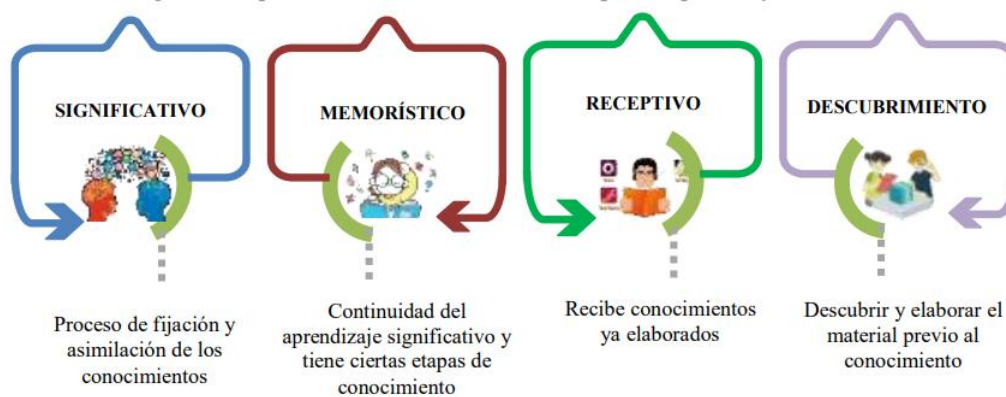 SIGNIFICATIVO
MEMORÍSTICO
RECEPTIVO
DESCUBRIMIENTO
Proceso de fijación y
asimilación de los
conocimientos
Continuidad del
aprendizaje significativo y
tiene ciertas etapas de
conocimiento
Recibe conocimientos
ya elaborados
Descubrir y elaborar el
material previo al
conocimiento